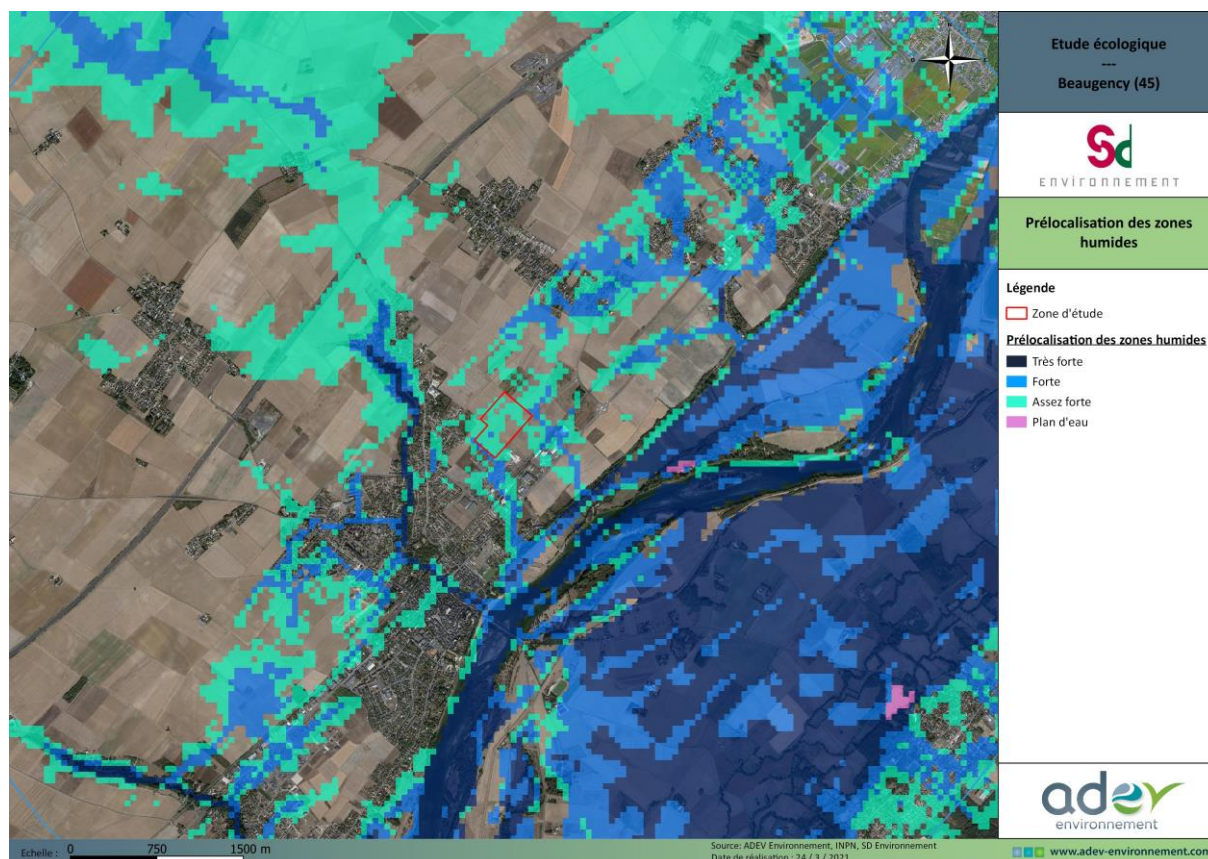 Etude écologique
---
Beaugency (45)
Sd
ENVIRONNEMENT
Prélocalisation des zones
humides
Légende
Zone d'étude
Prélocalisation des zones humides
Très forte
Forte
Assez forte
Plan d'eau
adev
environnement
Echelle : 0 750 1500 m
Source: ADEV Environnement, INPN, SD Environnement
Date de réalisation : 24 / 3 / 2021
www.adev-environnement.com